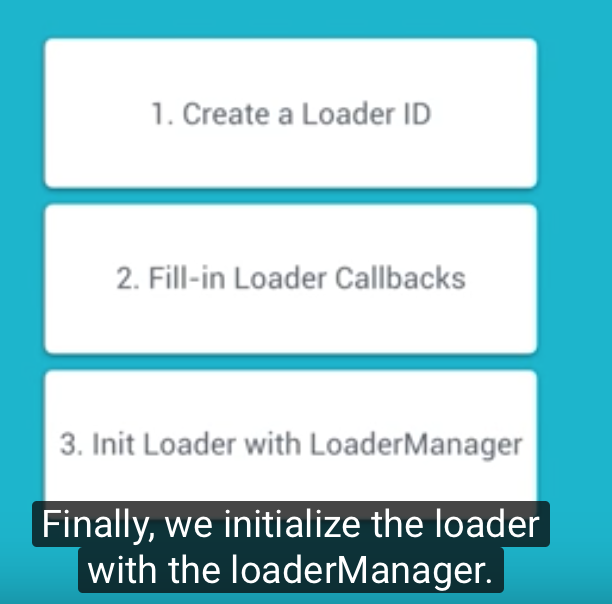 1. Create a Loader ID
2. Fill-in Loader Callbacks
3. Init Loader with LoaderManager
Finally, we initialize the loader
with the loaderManager.